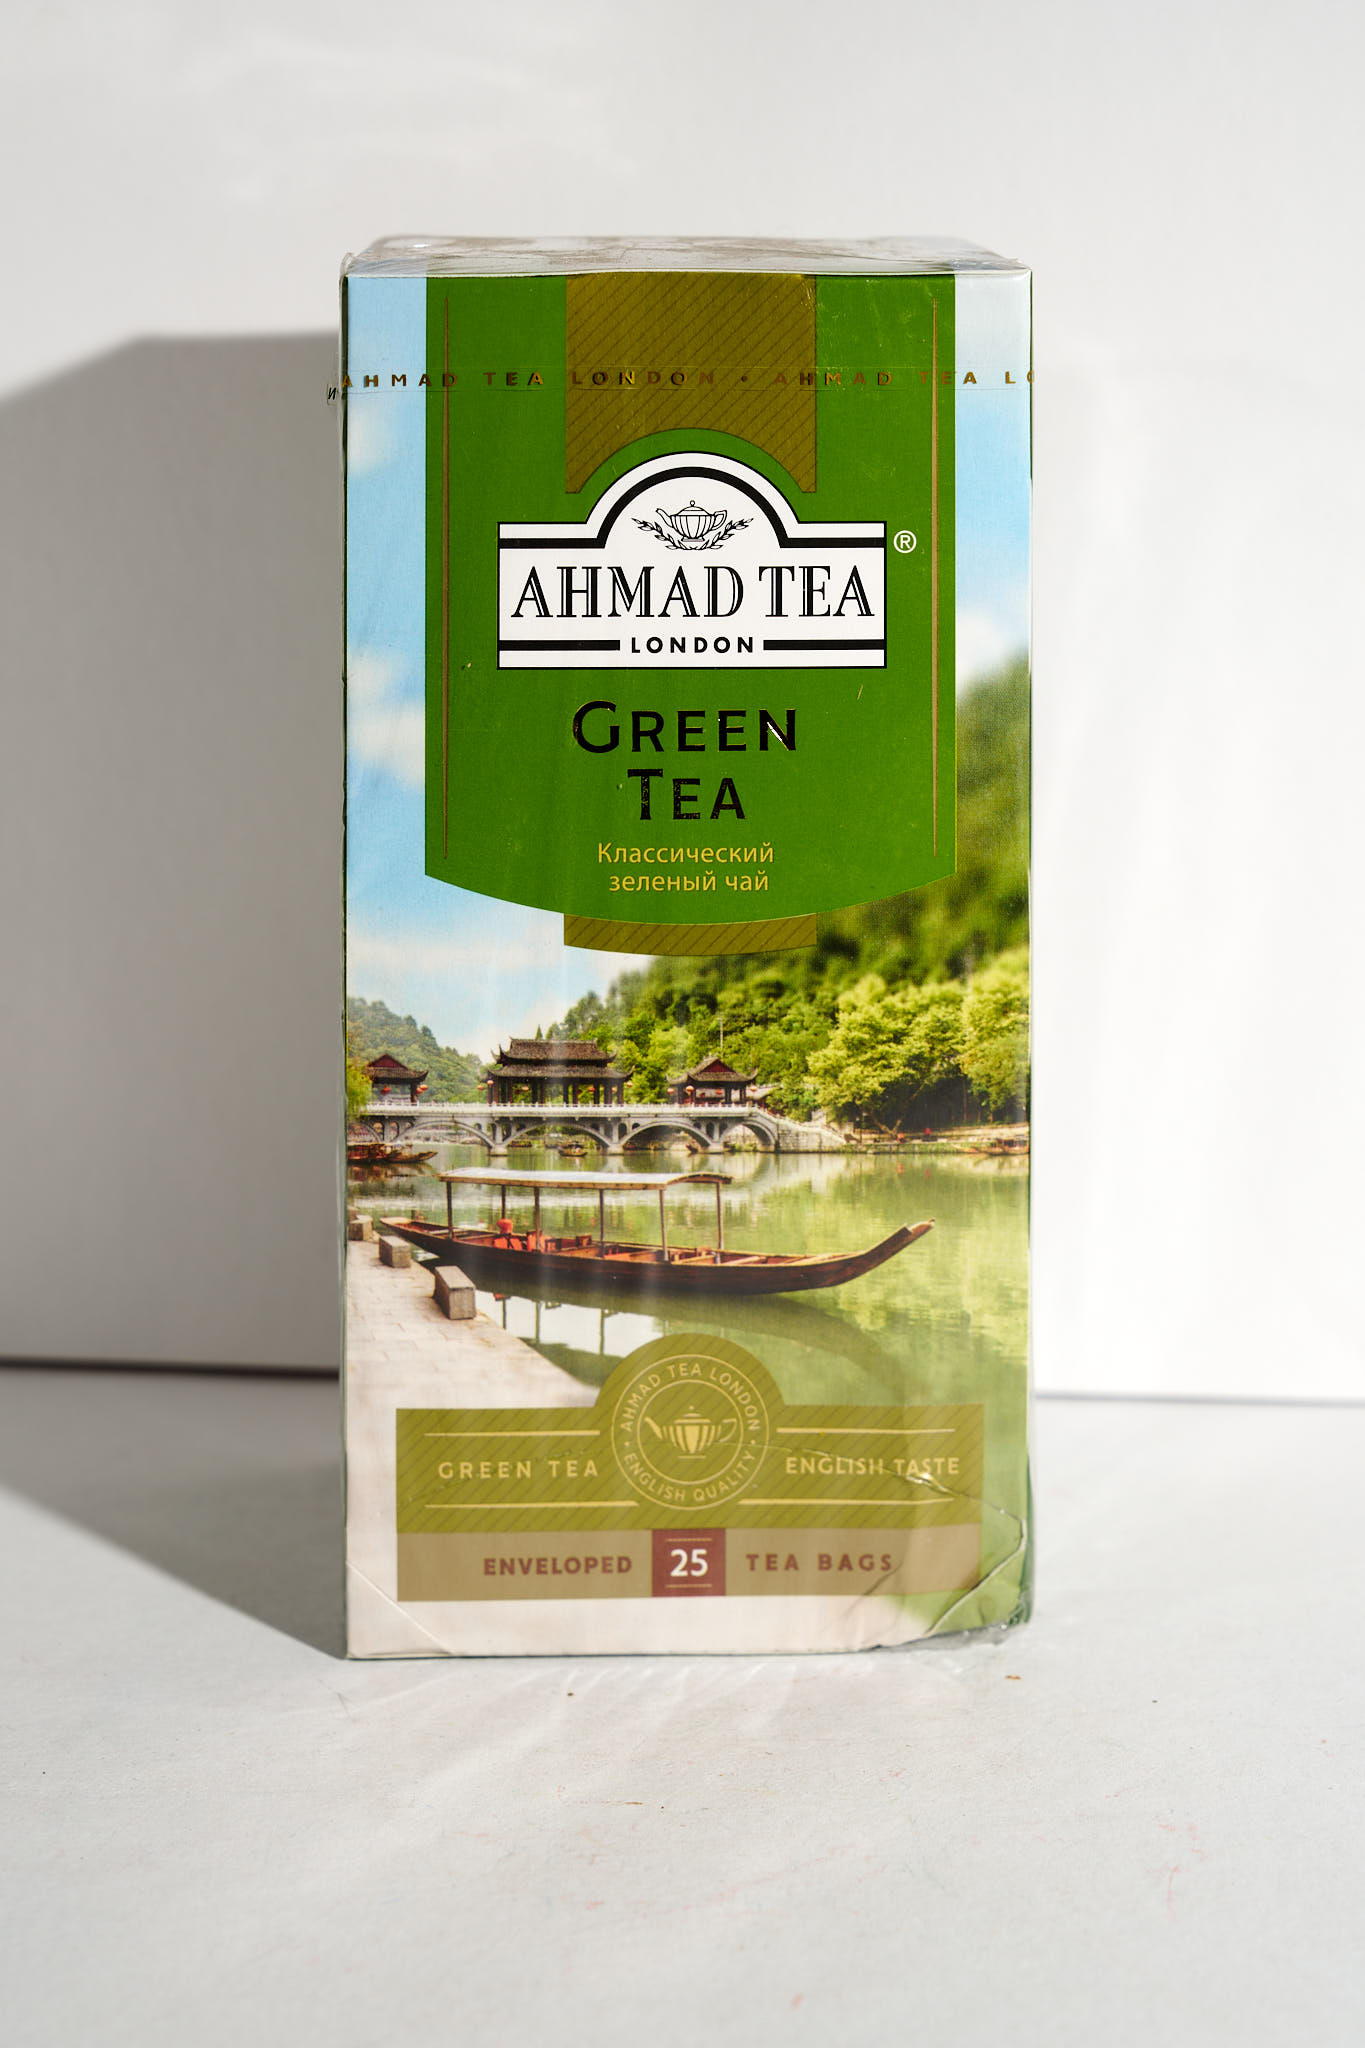 AHMAD TEA LONDON • AHMAD TEA
AHMAD TEA ®
LONDON
GREEN
TEA
Классический
зеленый чай
AHMAD TEA LONDON
• ENGLISH QUALITY •
GREEN TEA
ENGLISH TASTE
ENVELOPED 25 TEA BAGS